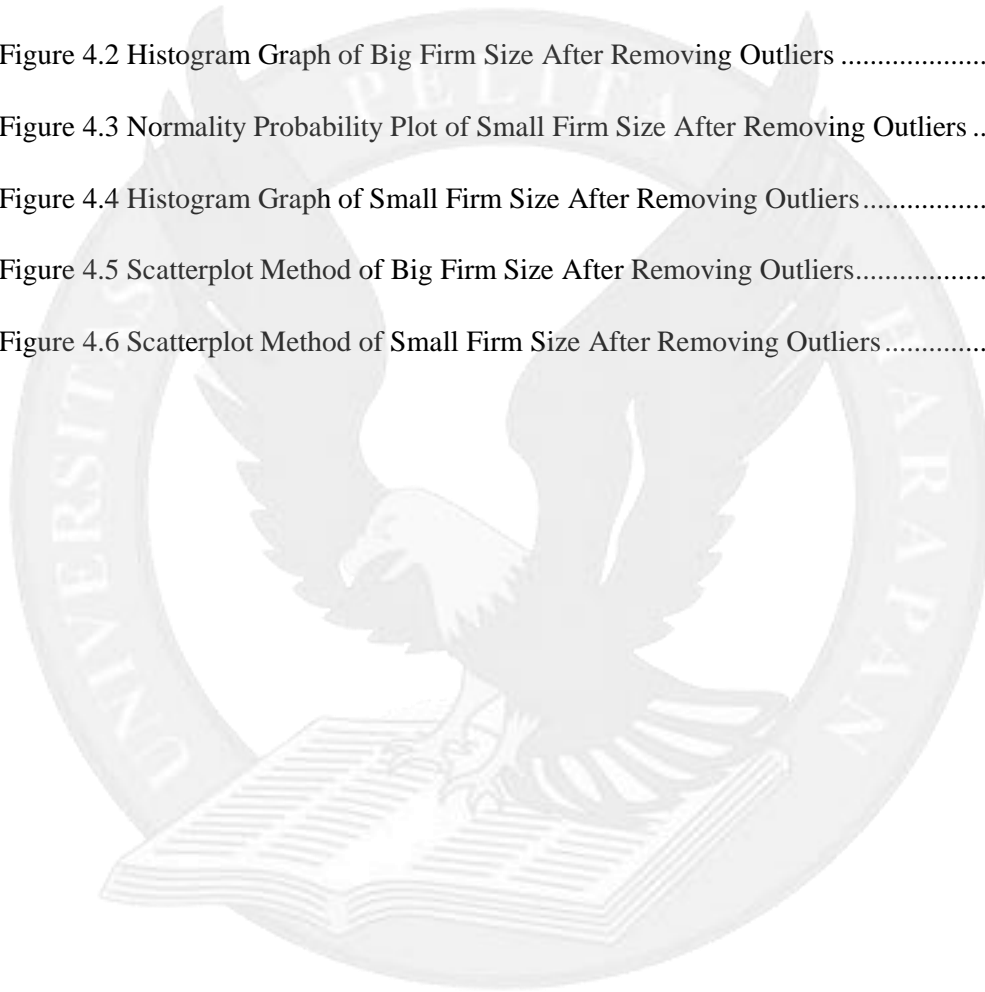 Figure 4.2 Histogram Graph of Big Firm Size After Removing Outliers ...................
Figure 4.3 Normality Probability Plot of Small Firm Size After Removing Outliers ..
Figure 4.4 Histogram Graph of Small Firm Size After Removing Outliers.................
Figure 4.5 Scatterplot Method of Big Firm Size After Removing Outliers..................
Figure 4.6 Scatterplot Method of Small Firm Size After Removing Outliers..............
UNIVERSITAS PELITA HARAPAN